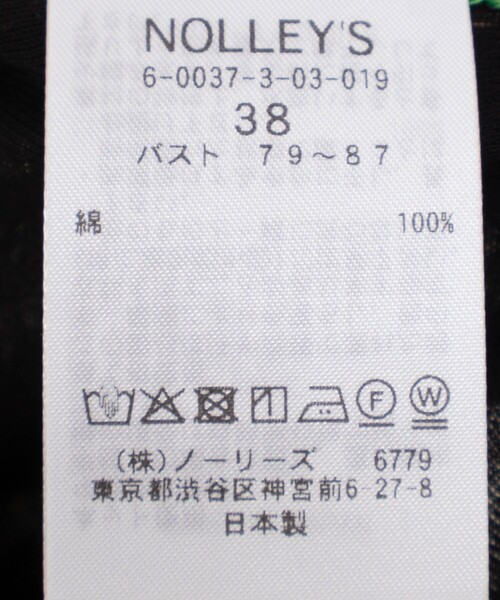 NOLLEY'S
6-0037-3-03-019
38
バスト 79～87
綿 100%
F W
(株)ノーリーズ 6779
東京都渋谷区神宮前6-27-8
日本製